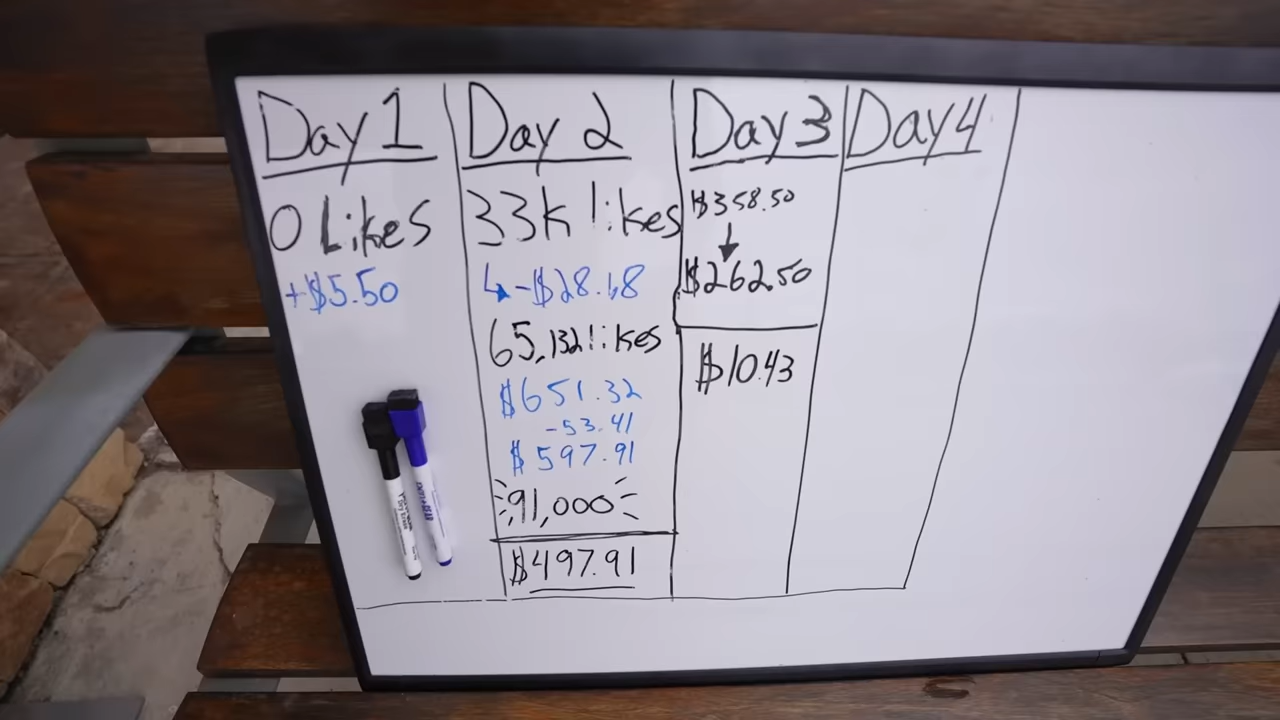 Day 1
0 Likes
+$5.50
Day 2
33k likes
-$28.68
65,132 likes
$651.32
-53.41
$597.91
91,000
$497.91
Day 3
$358.50
$262.50
$10.43
Day 4